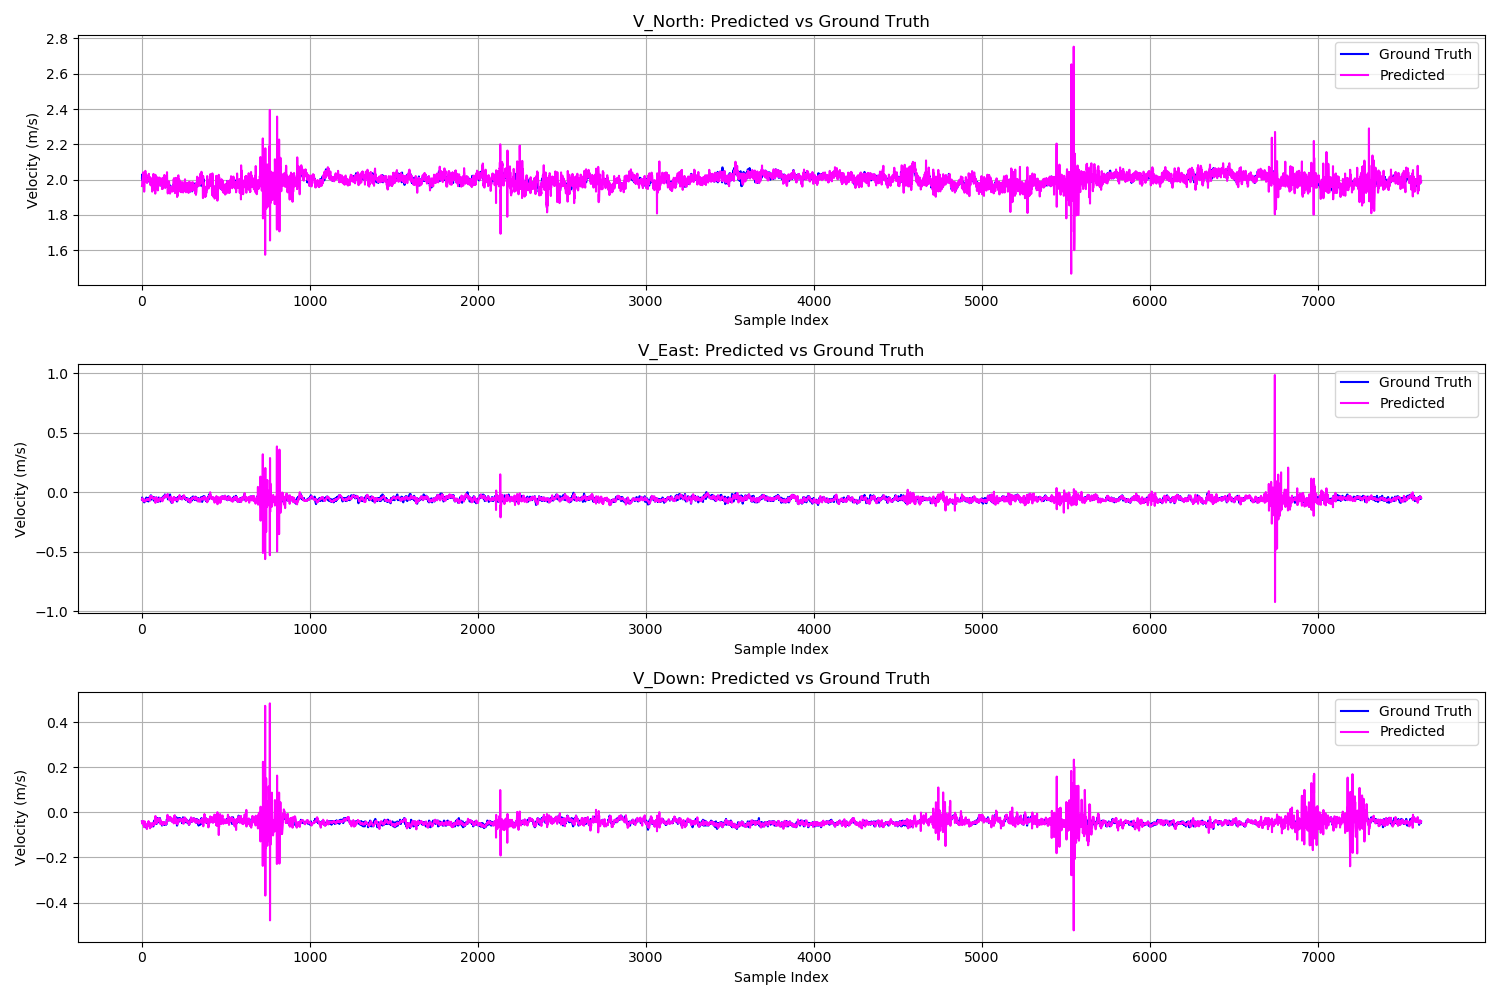 V_North: Predicted vs Ground Truth
2.8
2.6
2.4
2.2
2.0
1.8
1.6
Velocity (m/s)
Ground Truth
Predicted
0 1000 2000 3000 4000 5000 6000 7000
Sample Index
V_East: Predicted vs Ground Truth
1.0
0.5
0.0
−0.5
−1.0
Velocity (m/s)
Ground Truth
Predicted
0 1000 2000 3000 4000 5000 6000 7000
Sample Index
V_Down: Predicted vs Ground Truth
0.4
0.2
0.0
−0.2
−0.4
Velocity (m/s)
Ground Truth
Predicted
0 1000 2000 3000 4000 5000 6000 7000
Sample Index